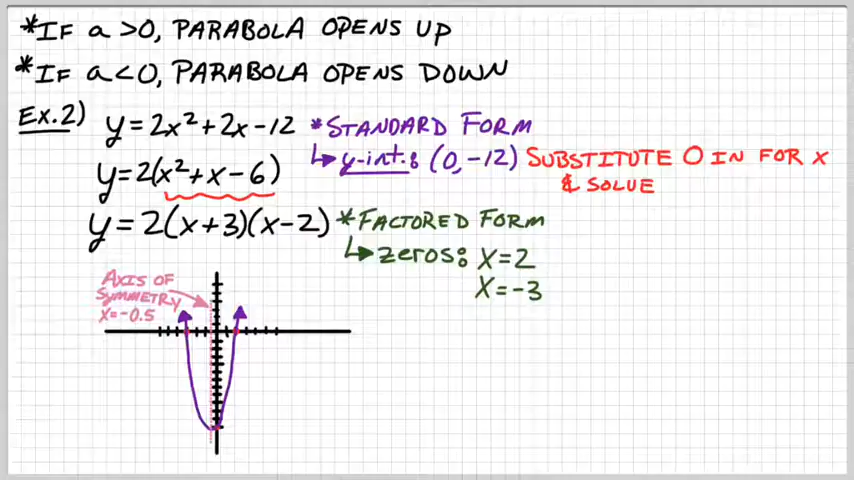 *IF a >0, PARABOLA OPENS UP
*IF a<0, PARABOLA OPENS DOWN
Ex.2) y=2x²+2x-12 *STANDARD FORM
↳y-int.: (0,-12) SUBSTITUTE 0 IN FOR x
& SOLVE
y=2(x²+x-6)
y=2(x+3)(x-2) *FACTORED FORM
↳zeros: x=2
x=-3
AXIS OF
SYMMETRY
x=-0.5